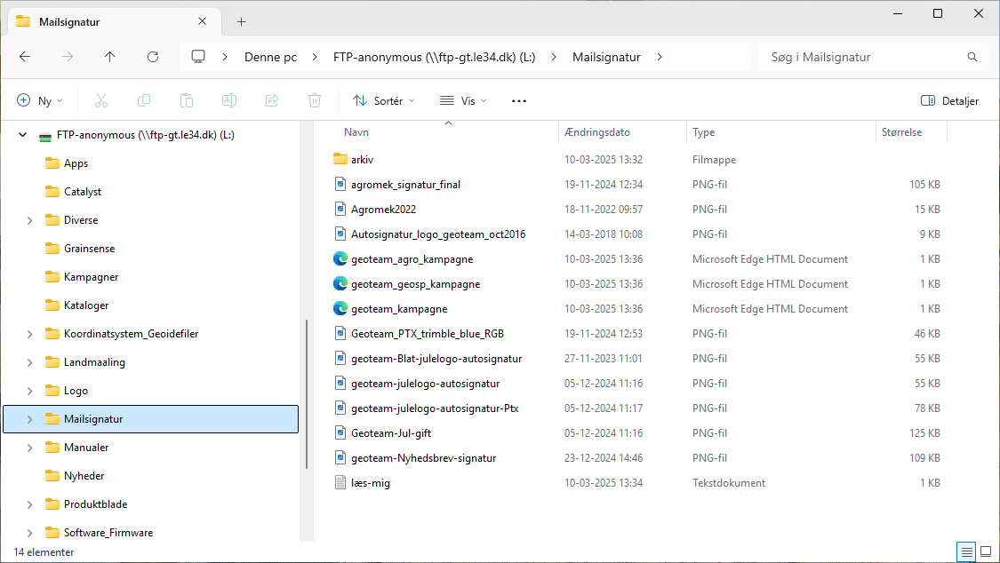 Mailsignatur
Denne pc FTP-anonymous (\\ftp-gt.le34.dk) (L:) Mailsignatur Søg i Mailsignatur
Ny Sortér Vis Detaljer
FTP-anonymous (\\ftp-gt.le34.dk) (L:)
Apps
Catalyst
Diverse
Grainsense
Kampagner
Kataloger
Koordinatsystem_Geoidefiler
Landmaaling
Logo
Mailsignatur
Manualer
Nyheder
Produktblade
Software_Firmware
Navn Ændringsdato Type Størrelse
arkiv 10-03-2025 13:32 Filmappe
agromek_signatur_final 19-11-2024 12:34 PNG-fil 105 KB
Agromek2022 18-11-2022 09:57 PNG-fil 15 KB
Autosignatur_logo_geoteam_oct2016 14-03-2018 10:08 PNG-fil 9 KB
geoteam_agro_kampagne 10-03-2025 13:36 Microsoft Edge HTML Document 1 KB
geoteam_geosp_kampagne 10-03-2025 13:36 Microsoft Edge HTML Document 1 KB
geoteam_kampagne 10-03-2025 13:36 Microsoft Edge HTML Document 1 KB
Geoteam_PTX_trimble_blue_RGB 19-11-2024 12:53 PNG-fil 46 KB
geoteam-Blat-julelogo-autosignatur 27-11-2023 11:01 PNG-fil 55 KB
geoteam-julelogo-autosignatur 05-12-2024 11:16 PNG-fil 55 KB
geoteam-julelogo-autosignatur-Ptx 05-12-2024 11:17 PNG-fil 78 KB
Geoteam-Jul-gift 05-12-2024 11:16 PNG-fil 125 KB
geoteam-Nyhedsbrev-signatur 23-12-2024 14:46 PNG-fil 109 KB
læs-mig 10-03-2025 13:34 Tekstdokument 1 KB
14 elementer